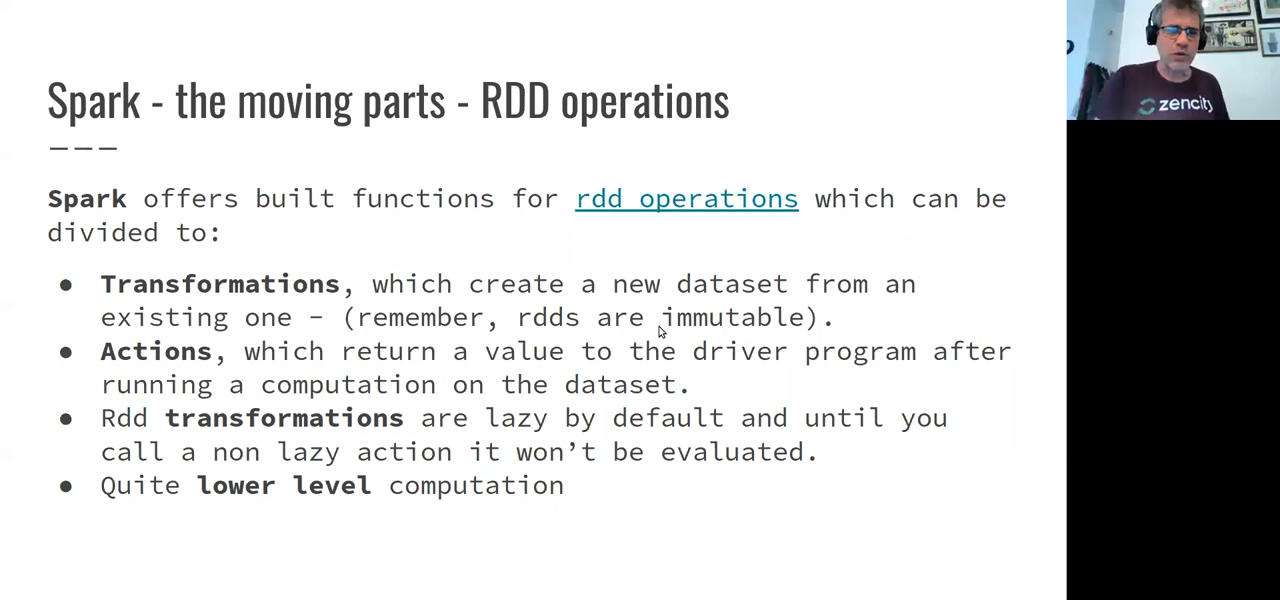 Spark - the moving parts - RDD operations
Spark offers built functions for rdd operations which can be
divided to:
● Transformations, which create a new dataset from an
existing one - (remember, rdds are immutable).
● Actions, which return a value to the driver program after
running a computation on the dataset.
● Rdd transformations are lazy by default and until you
call a non lazy action it won’t be evaluated.
● Quite lower level computation
zencity